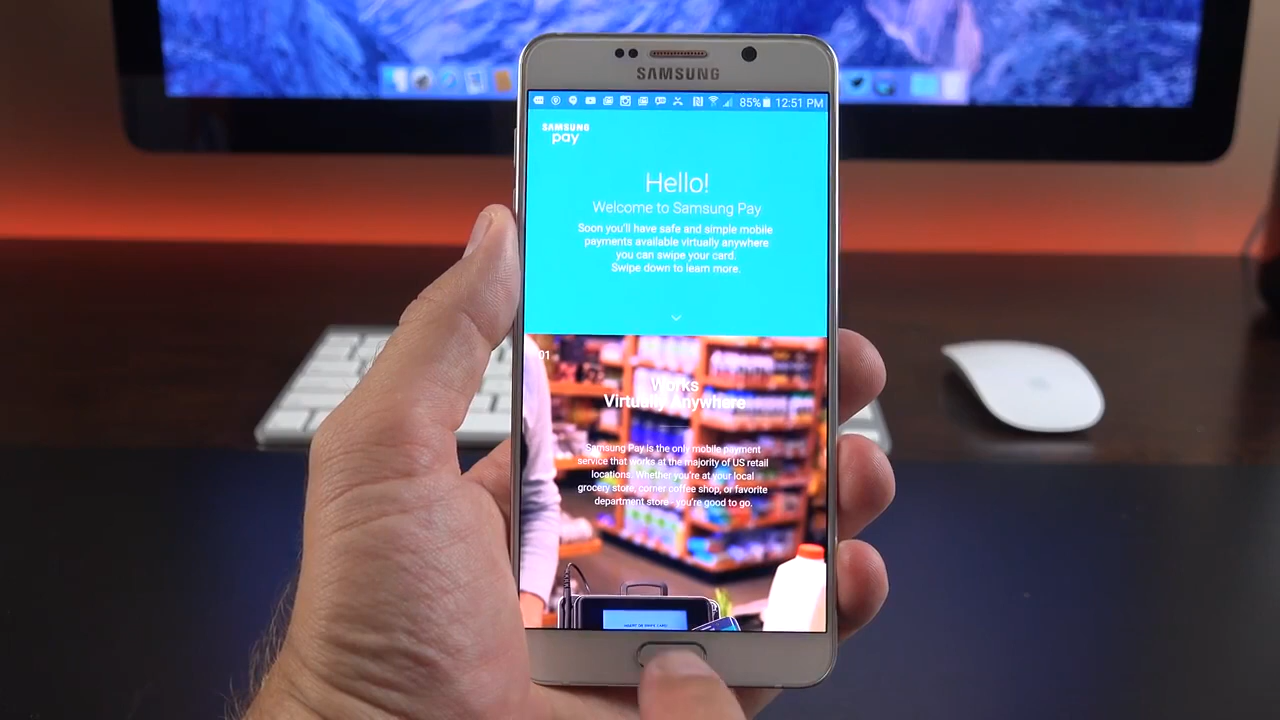 SAMSUNG
85% 12:51 PM
SAMSUNG
pay
Hello!
Welcome to Samsung Pay
Soon you'll have safe and simple mobile
payments available virtually anywhere
you can swipe your card.
Swipe down to learn more.
01
Works
Virtually Anywhere
Samsung Pay is the only mobile payment
service that works at the majority of US retail
locations. Whether you're at your local
grocery store, corner coffee shop, or favorite
department store- you're good to go.